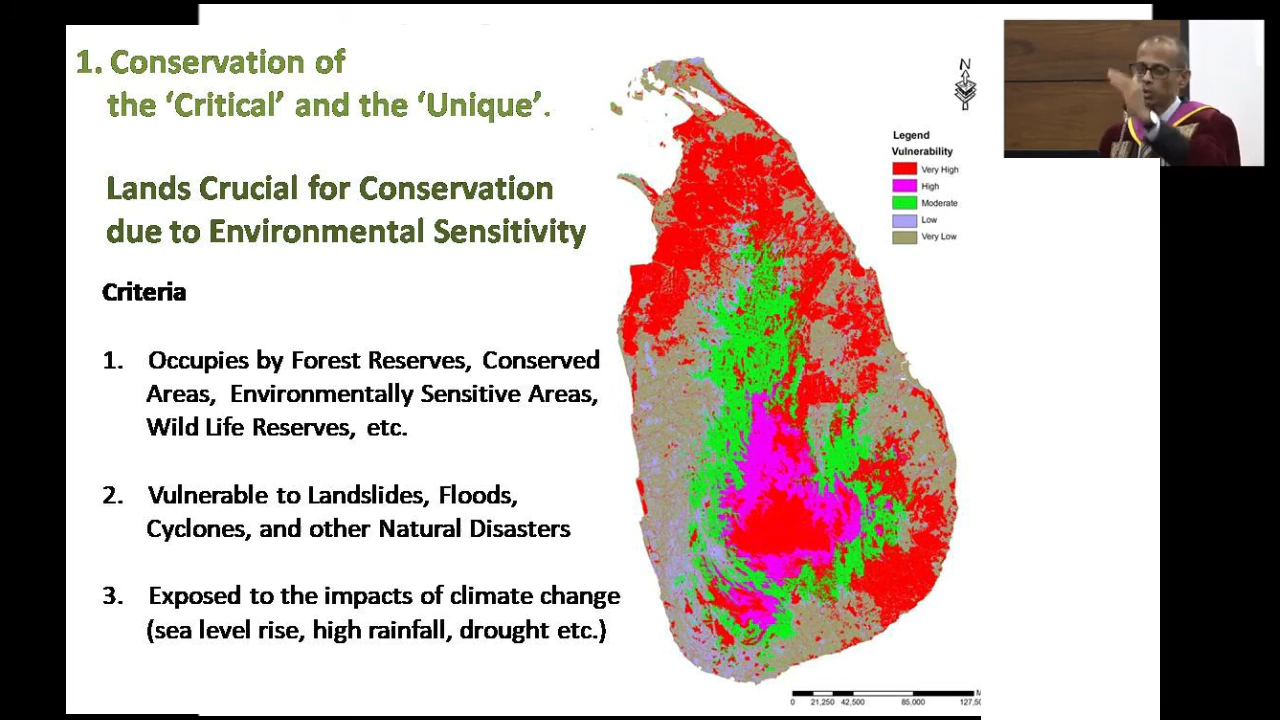 1. Conservation of
the ‘Critical’ and the ‘Unique’.
Lands Crucial for Conservation
due to Environmental Sensitivity
Criteria
1. Occupies by Forest Reserves, Conserved
Areas, Environmentally Sensitive Areas,
Wild Life Reserves, etc.
2. Vulnerable to Landslides, Floods,
Cyclones, and other Natural Disasters
3. Exposed to the impacts of climate change
(sea level rise, high rainfall, drought etc.)
N
Legend
Vulnerability
Very High
High
Moderate
Low
Very Low
0 21,250 42,500 85,000